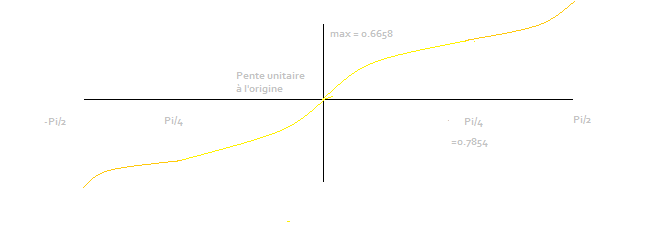 max = 0.6658
Pente unitaire
à l'origine
-Pi/2
Pi/4
Pi/4
Pi/2
=0.7854